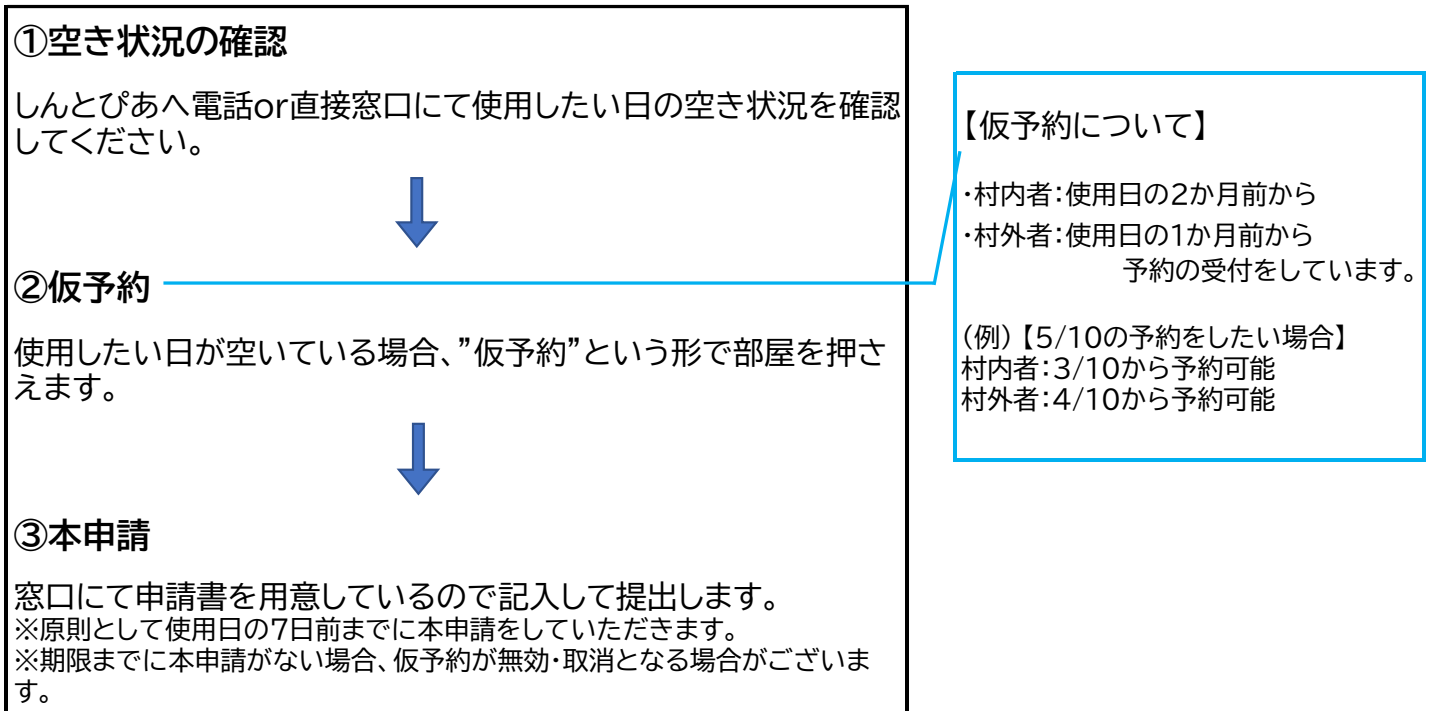 ①空き状況の確認
しんとぴあへ電話or直接窓口にて使用したい日の空き状況を確認
してください。
②仮予約
使用したい日が空いている場合、”仮予約”という形で部屋を押さ
えます。
③本申請
窓口にて申請書を用意しているので記入して提出します。
※原則として使用日の7日前までに本申請をしていただきます。
※期限までに本申請がない場合、仮予約が無効・取消となる場合がございま
す。
【仮予約について】
・村内者：使用日の2か月前から
・村外者：使用日の1か月前から
予約の受付をしています。
（例）【5/10の予約をしたい場合】
村内者：3/10から予約可能
村外者：4/10から予約可能